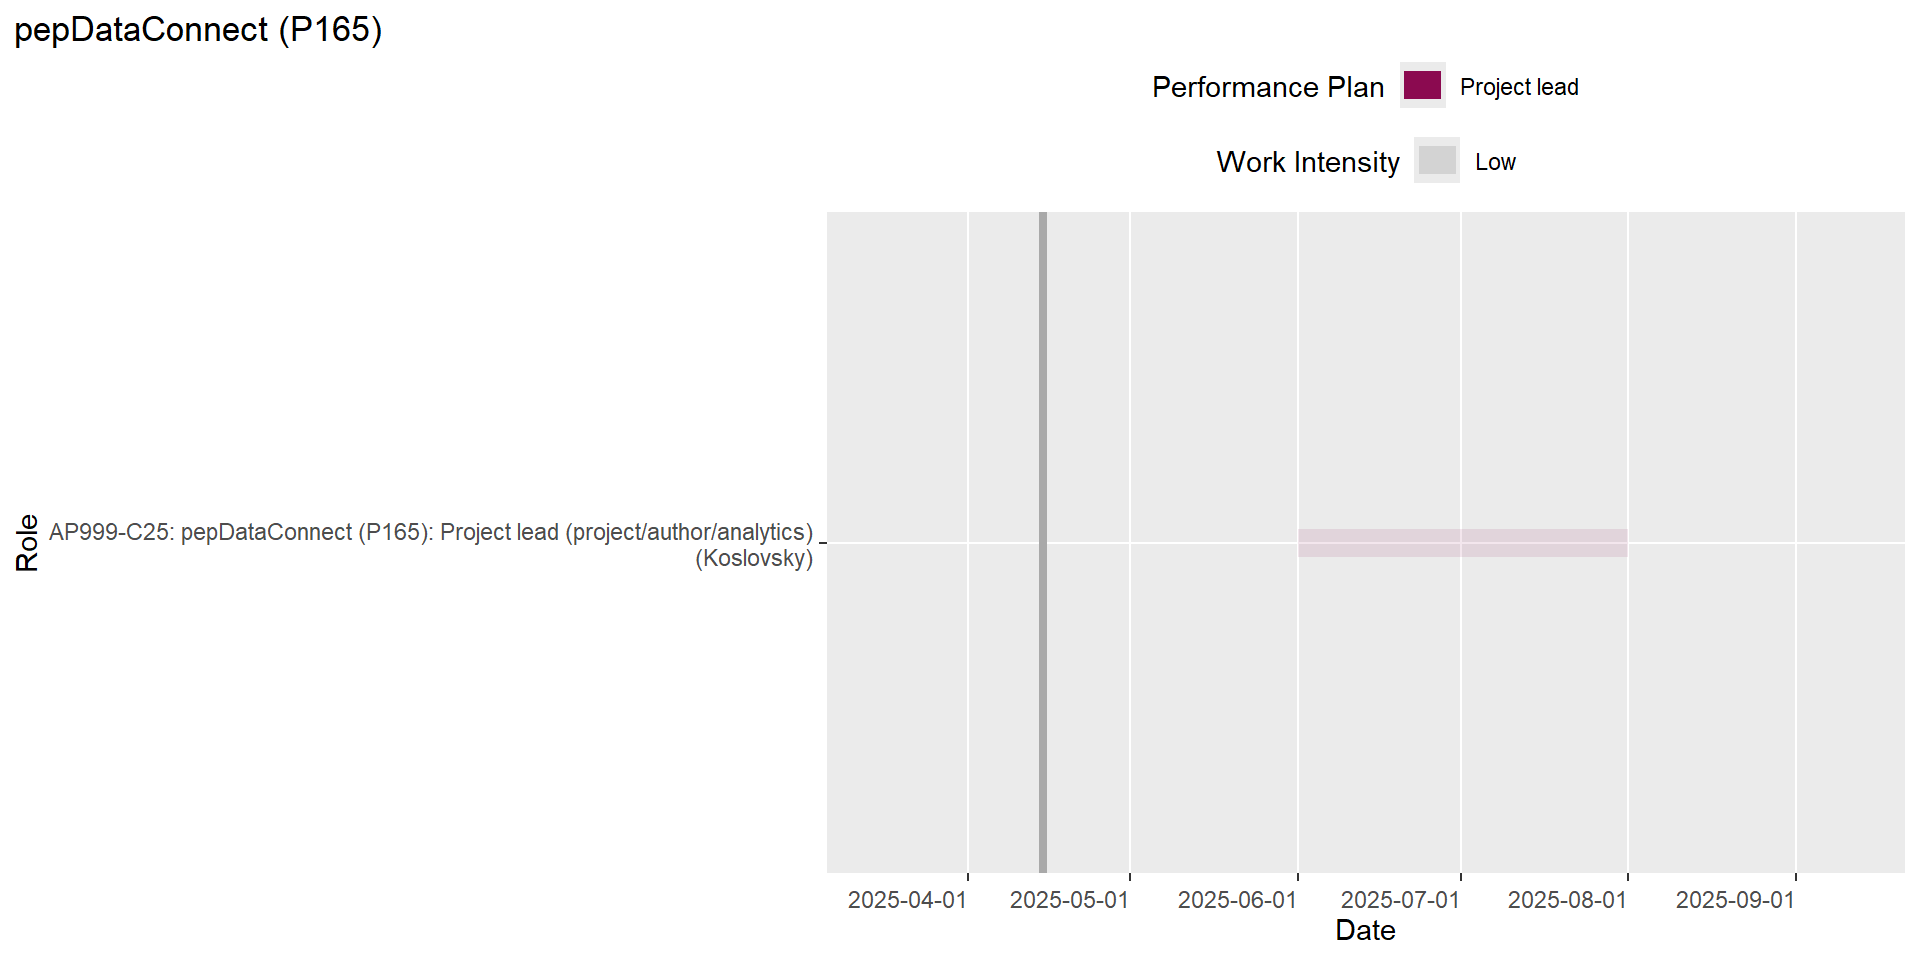 pepDataConnect (P165)
Performance Plan
Project lead
Work Intensity
Low
Role
AP999-C25: pepDataConnect (P165): Project lead (project/author/analytics)
(Koslovsky)
2025-04-01
2025-05-01
2025-06-01
2025-07-01
2025-08-01
2025-09-01
Date